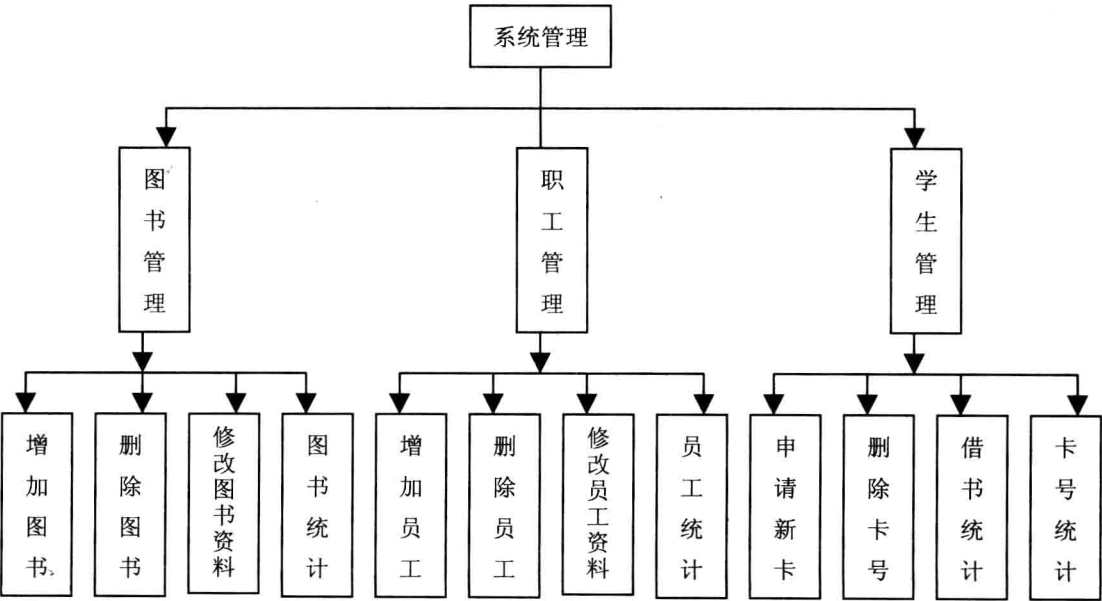 系统管理
图书管理
职工管理
学生管理
增加图书
删除图书
修改图书资料
图书统计
增加员工
删除员工
修改员工资料
员工统计
申请新卡
删除卡号
借书统计
卡号统计